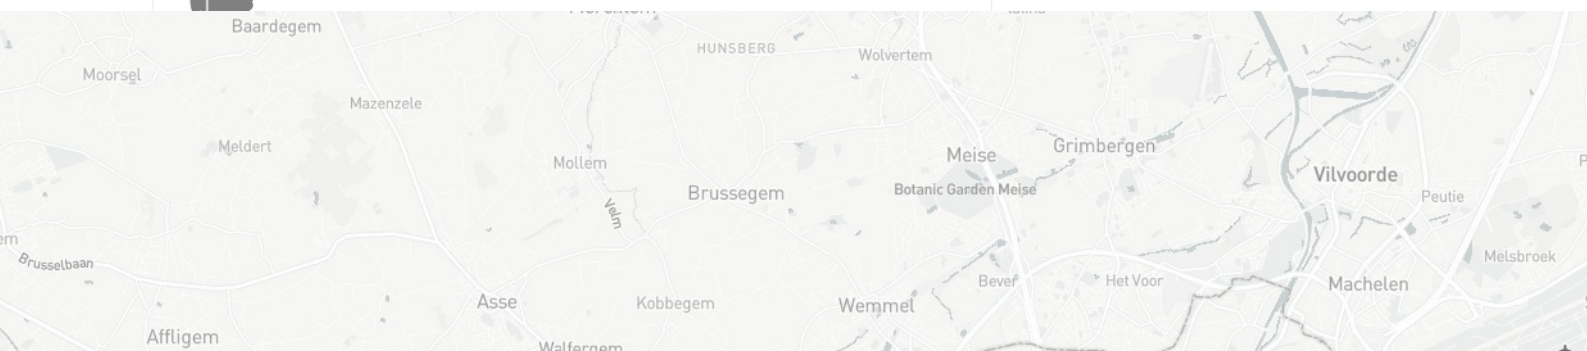 Baardegem
HUNSBERG
Wolvertem
Moorsel
Mazenzele
Meldert
Mollem
Meise
Grimbergen
Vilvoorde
Botanic Garden Meise
Brussegem
Peutie
Velm
Brusselbaan
Melsbroek
Bever
Het Voor
Machelen
Asse
Kobbegem
Wemmel
Affligem
Walfergem